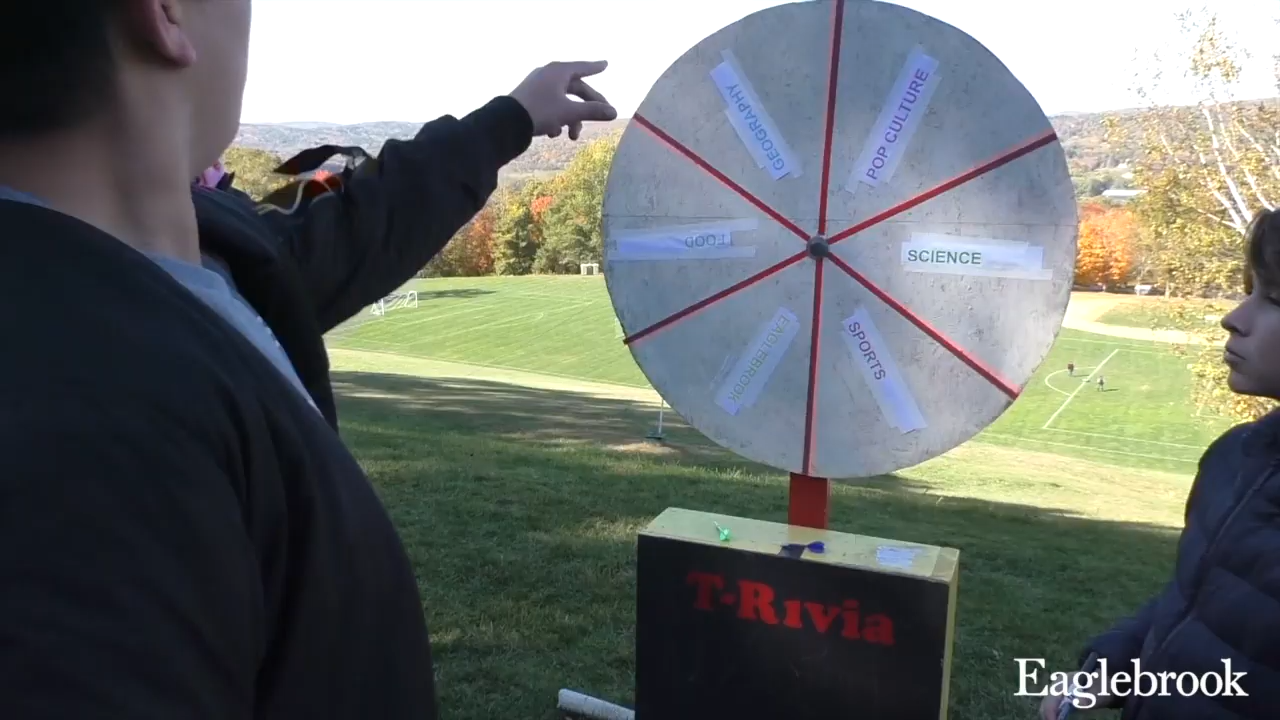 GEOGRAPHY
POP CULTURE
FOOD
SCIENCE
EAGLEBROOK
SPORTS
T-Rivia
Eaglebrook